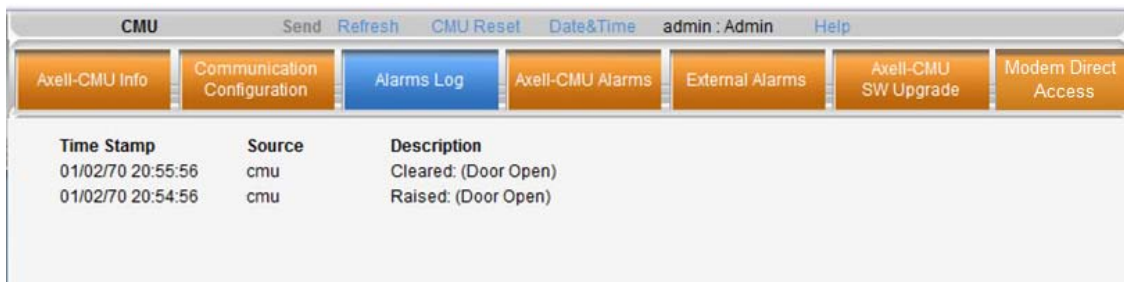 CMU Send Refresh CMU Reset Date&Time admin : Admin Help
Axell-CMU Info
Communication
Configuration
Alarms Log
Axell-CMU Alarms
External Alarms
Axell-CMU
SW Upgrade
Modem Direct
Access
Time Stamp Source Description
01/02/70 20:55:56 cmu Cleared: (Door Open)
01/02/70 20:54:56 cmu Raised: (Door Open)